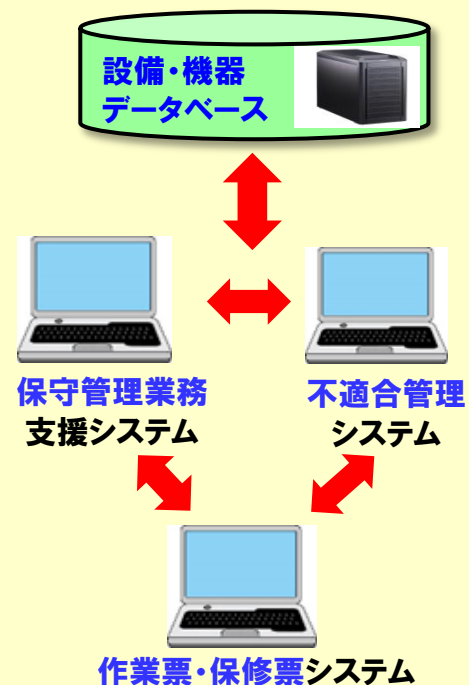 設備・機器
データベース
保守管理業務
支援システム
不適合管理
システム
作業票・保修票システム